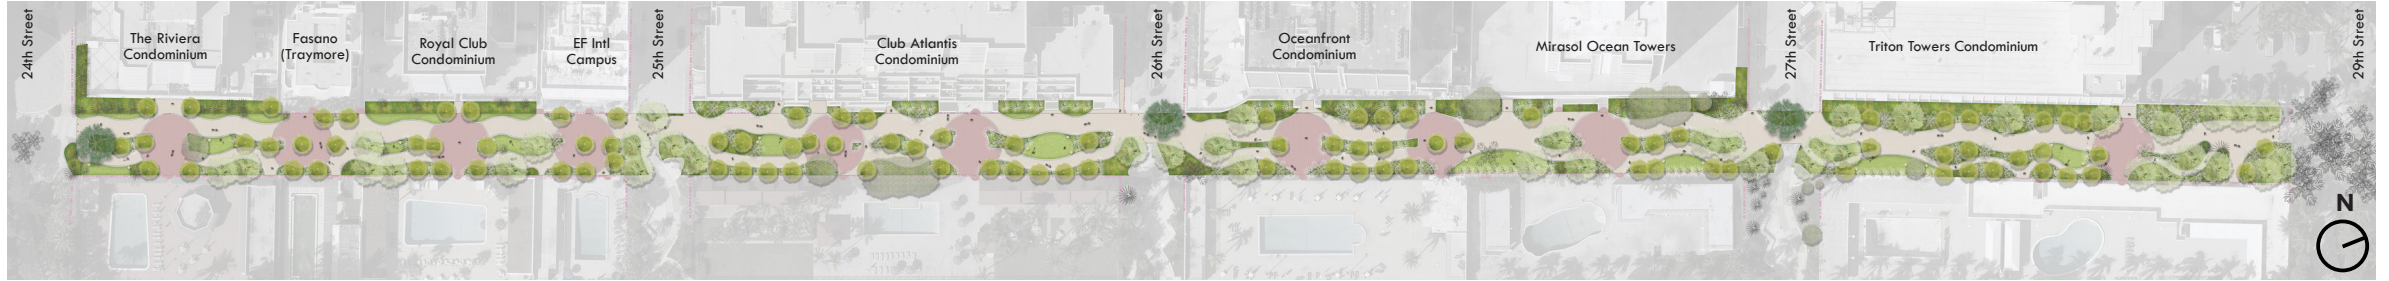 24th Street
The Riviera
Condominium
Fasano
(Traymore)
Royal Club
Condominium
EF Intl
Campus
25th Street
Club Atlantis
Condominium
26th Street
Oceanfront
Condominium
Mirasol Ocean Towers
27th Street
Triton Towers Condominium
29th Street
N